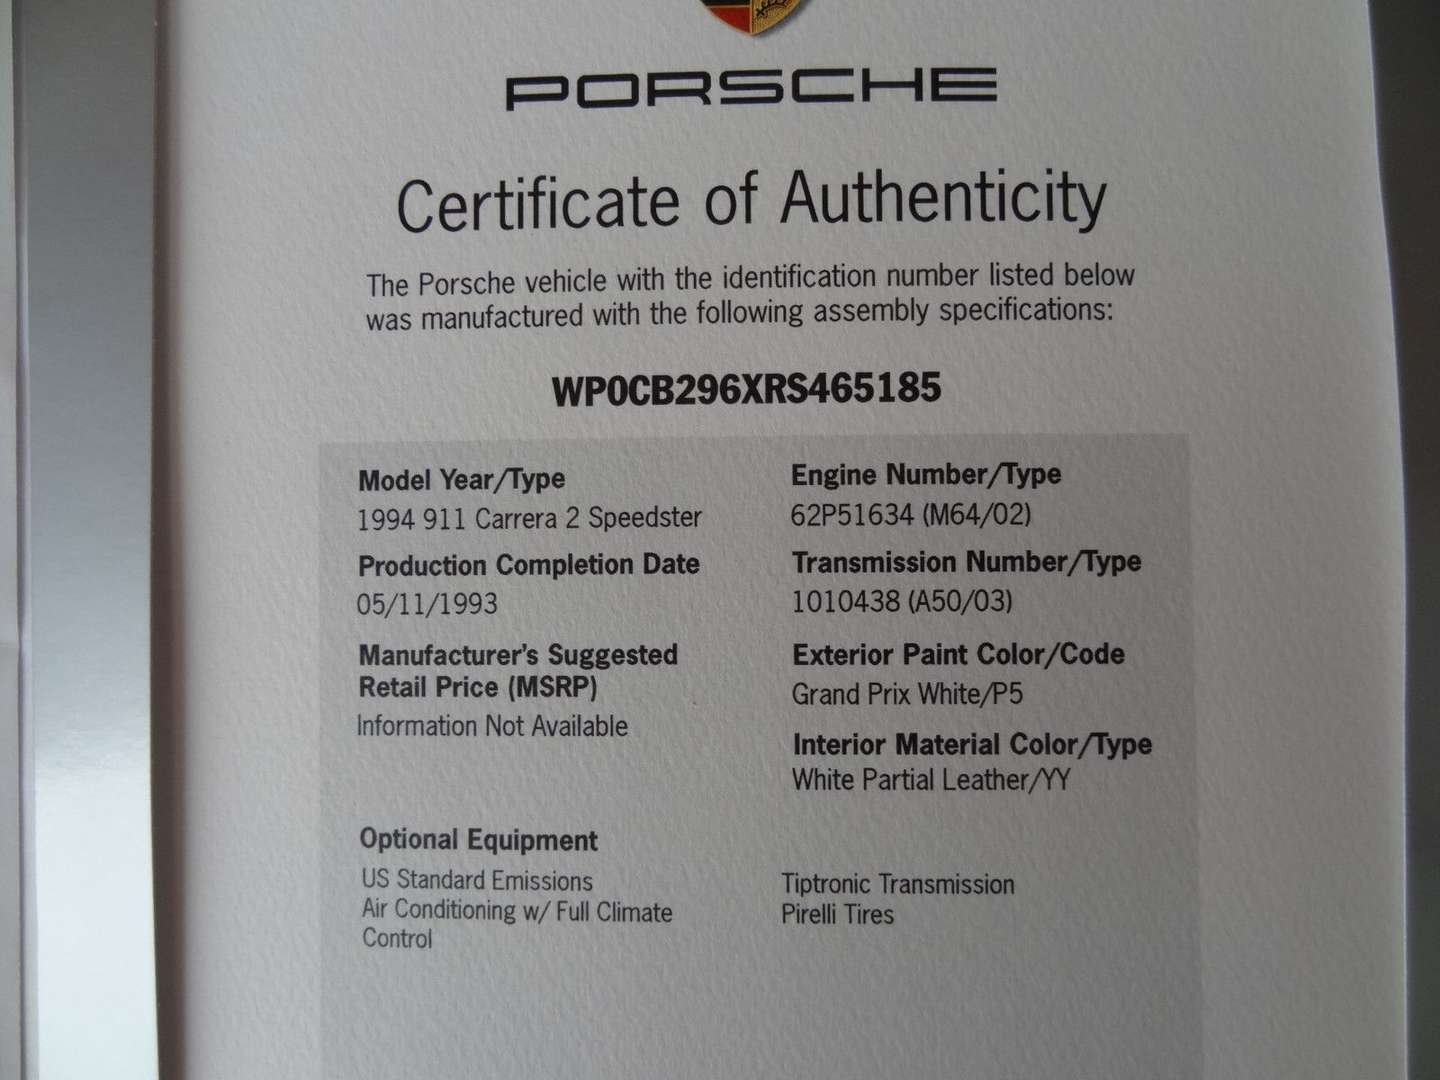 PORSCHE
Certificate of Authenticity
The Porsche vehicle with the identification number listed below
was manufactured with the following assembly specifications:
WP0CB296XRS465185
Model Year/Type
1994 911 Carrera 2 Speedster
Production Completion Date
05/11/1993
Manufacturer's Suggested
Retail Price (MSRP)
Information Not Available
Engine Number/Type
62P51634 (M64/02)
Transmission Number/Type
1010438 (A50/03)
Exterior Paint Color/Code
Grand Prix White/P5
Interior Material Color/Type
White Partial Leather/YY
Optional Equipment
US Standard Emissions
Air Conditioning w/ Full Climate
Control
Tiptronic Transmission
Pirelli Tires